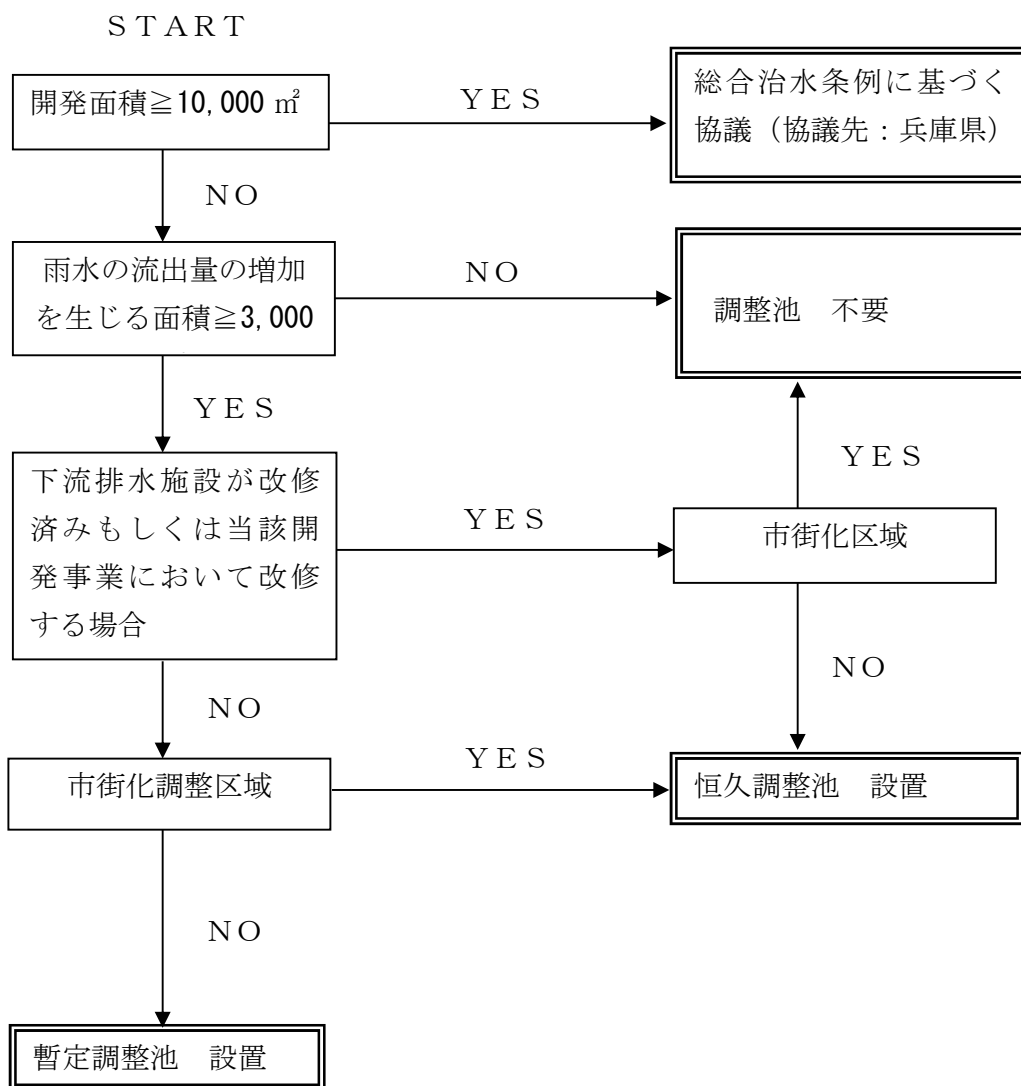 ＳＴＡＲＴ
開発面積≧10,000 ㎡
ＹＥＳ
総合治水条例に基づく
協議（協議先：兵庫県）
ＮＯ
雨水の流出量の増加
を生じる面積≧3,000
ＮＯ
調整池　不要
ＹＥＳ
下流排水施設が改修
済みもしくは当該開
発事業において改修
する場合
ＹＥＳ
市街化区域
ＹＥＳ
ＮＯ
ＮＯ
市街化調整区域
ＹＥＳ
恒久調整池　設置
ＮＯ
暫定調整池　設置